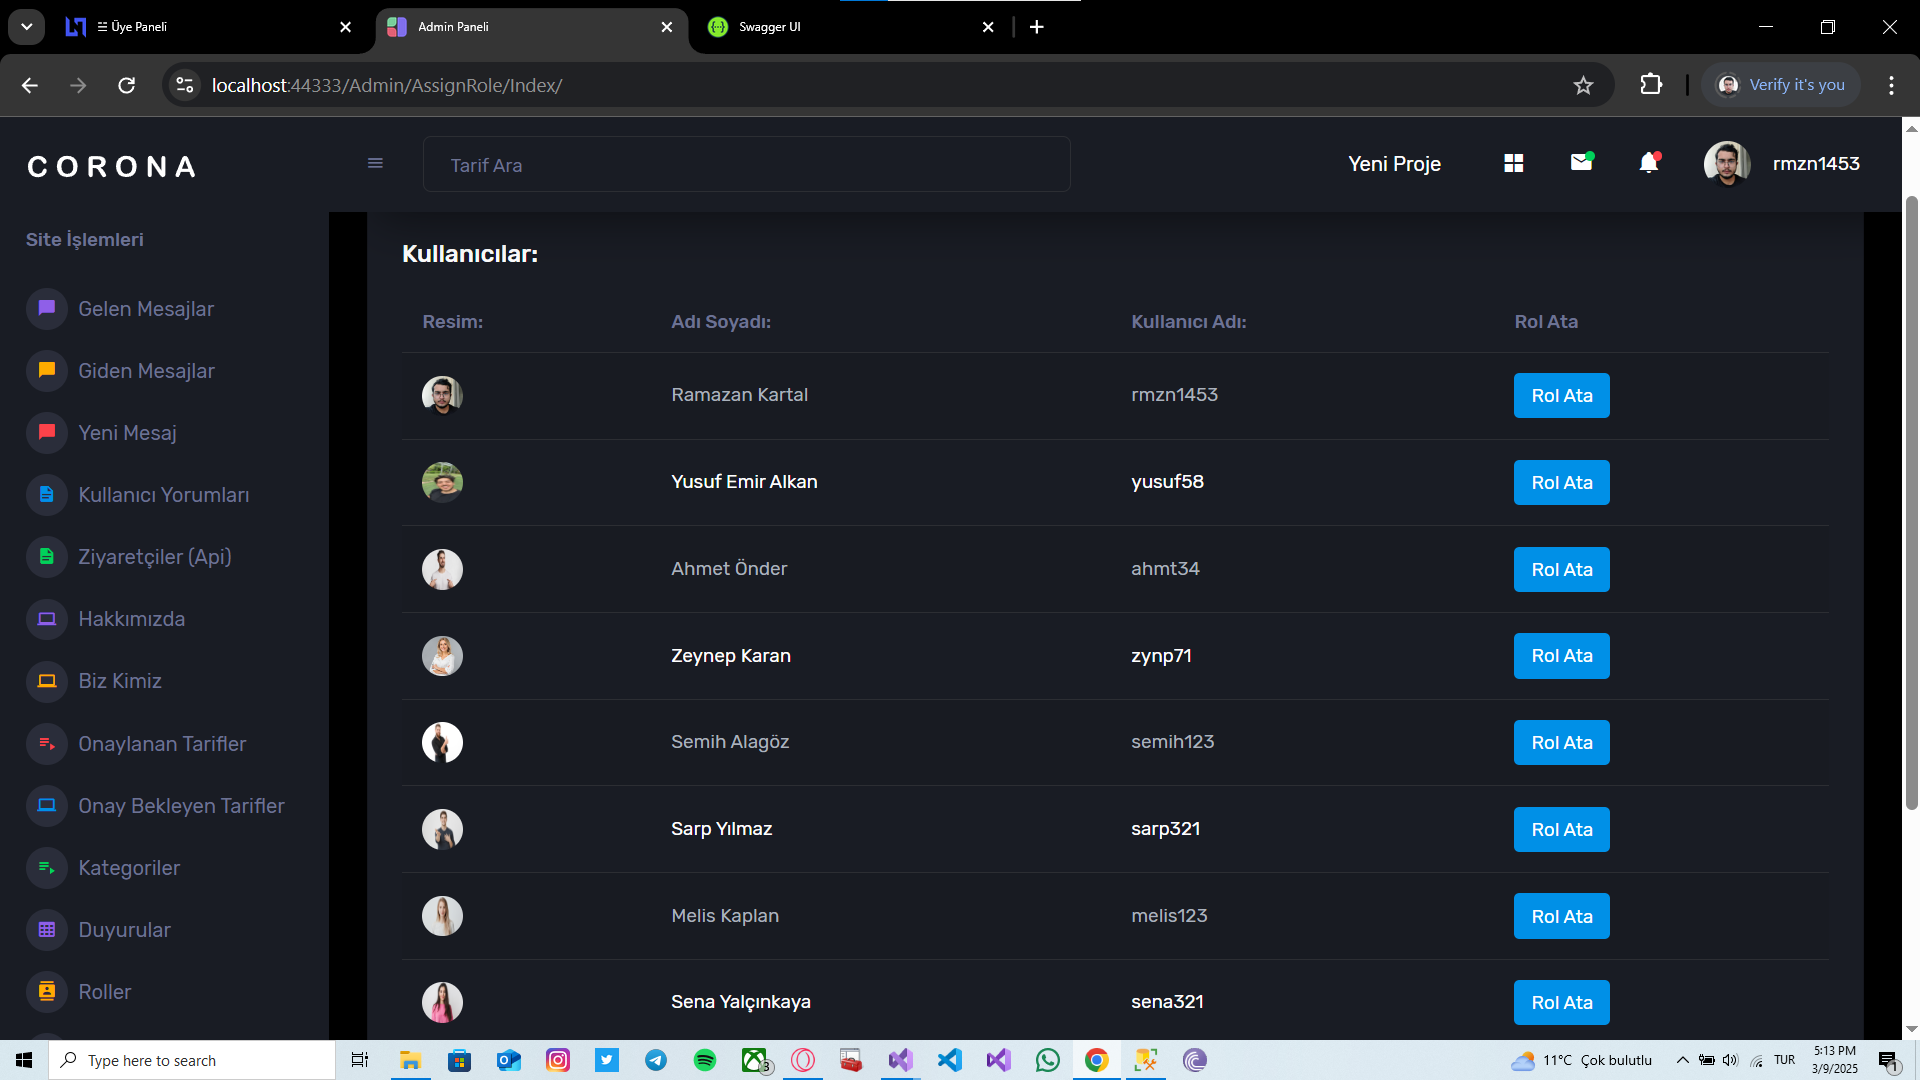 ☰ Üye Paneli
Admin Paneli
Swagger UI
localhost:44333/Admin/AssignRole/Index/
Verify it's you
CORONA
Tarif Ara
Yeni Proje
rmzn1453
Site İşlemleri
Gelen Mesajlar
Giden Mesajlar
Yeni Mesaj
Kullanıcı Yorumları
Ziyaretçiler (Api)
Hakkımızda
Biz Kimiz
Onaylanan Tarifler
Onay Bekleyen Tarifler
Kategoriler
Duyurular
Roller
Kullanıcılar:
Resim: Adı Soyadı: Kullanıcı Adı: Rol Ata
Ramazan Kartal rmzn1453 Rol Ata
Yusuf Emir Alkan yusuf58 Rol Ata
Ahmet Önder ahmt34 Rol Ata
Zeynep Karan zynp71 Rol Ata
Semih Alagöz semih123 Rol Ata
Sarp Yılmaz sarp321 Rol Ata
Melis Kaplan melis123 Rol Ata
Sena Yalçınkaya sena321 Rol Ata
Type here to search
3
11°C Çok bulutlu
TUR
5:13 PM
3/9/2025
1